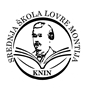 SREDNJA ŠKOLA LOVRE MONTIJA
KNIN